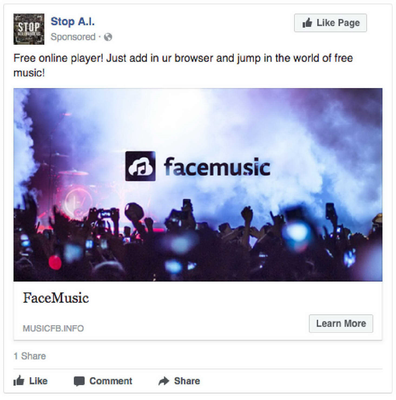 STOP
Stop A.I.
Sponsored ·
Like Page
Free online player! Just add in ur browser and jump in the world of free
music!
facemusic
FaceMusic
MUSICFB.INFO
Learn More
1 Share
Like Comment Share